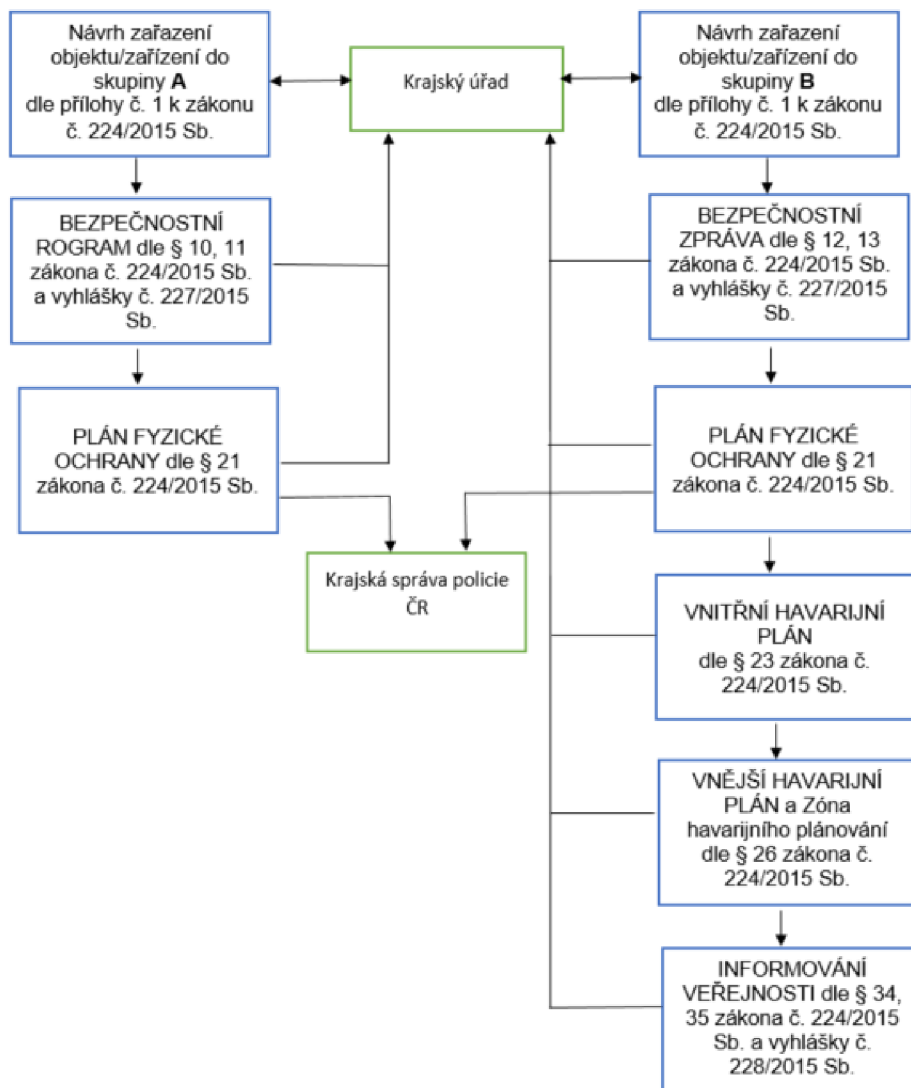 Návrh zařazení
objektu/zařízení do
skupiny A
dle přílohy č. 1 k zákonu
č. 224/2015 Sb.
Krajský úřad
Návrh zařazení
objektu/zařízení do
skupiny B
dle přílohy č. 1 k zákonu
č. 224/2015 Sb.
BEZPEČNOSTNÍ
ROGRAM dle § 10, 11
zákona č. 224/2015 Sb.
a vyhlášky č. 227/2015
Sb.
BEZPEČNOSTNÍ
ZPRÁVA dle § 12, 13
zákona č. 224/2015 Sb.
a vyhlášky č. 227/2015
Sb.
PLÁN FYZICKÉ
OCHRANY dle § 21
zákona č. 224/2015 Sb.
PLÁN FYZICKÉ
OCHRANY dle § 21
zákona č. 224/2015 Sb.
Krajská správa policie
ČR
VNITŘNÍ HAVARIJNÍ
PLÁN
dle § 23 zákona č.
224/2015 Sb.
VNĚJŠÍ HAVARIJNÍ
PLÁN a Zóna
havarijního plánování
dle § 26 zákona č.
224/2015 Sb.
INFORMOVÁNÍ
VEŘEJNOSTI dle § 34,
35 zákona č. 224/2015
Sb. a vyhlášky č.
228/2015 Sb.